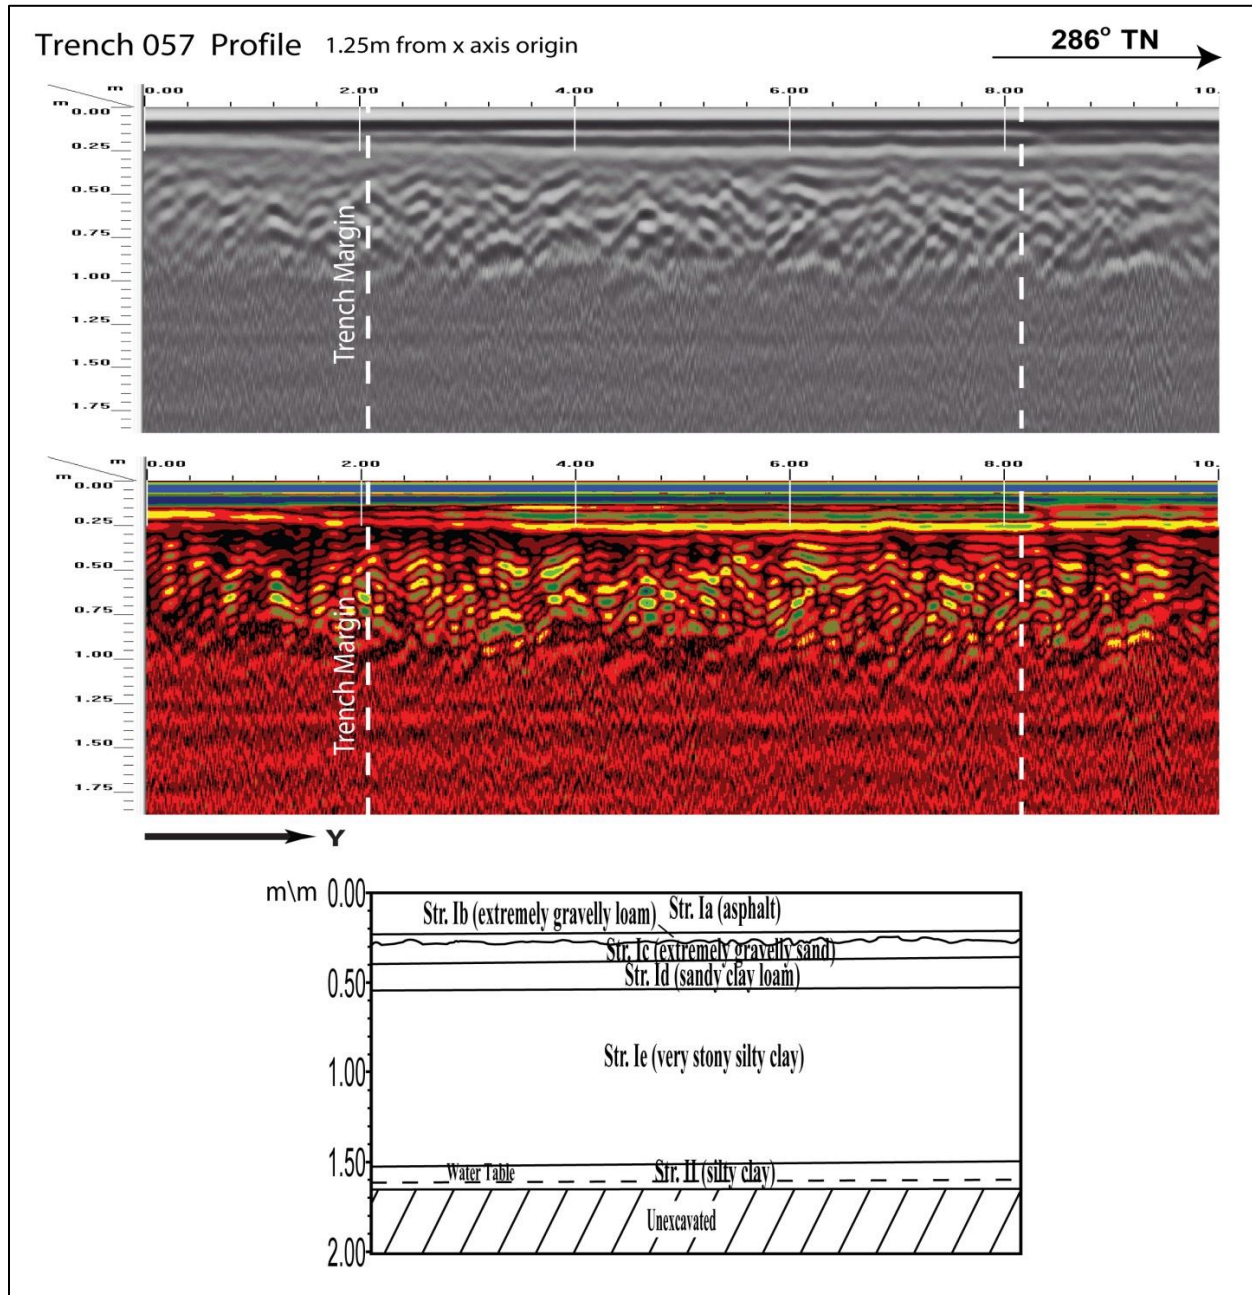 Trench 057 Profile 1.25m from x axis origin
286° TN
m 0.00 2.00 4.00 6.00 8.00 10.
m
0.00
0.25
0.50
0.75
1.00
1.25
1.50
1.75
Trench Margin
m 0.00 2.00 4.00 6.00 8.00 10.
m
0.00
0.25
0.50
0.75
1.00
1.25
1.50
1.75
Trench Margin
Y
m\m 0.00
Str. Ia (asphalt)
Str. Ib (extremely gravelly loam)
Str. Ic (extremely gravelly sand)
Str. Id (sandy clay loam)
0.50
Str. Ie (very stony silty clay)
1.00
1.50
Water Table
Str. II (silty clay)
Unexcavated
2.00